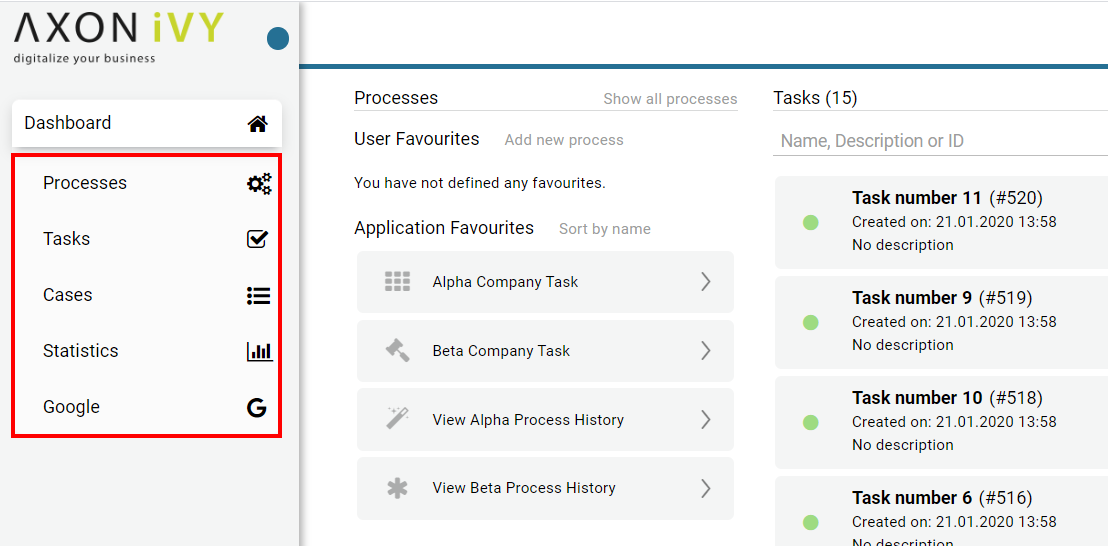 AXON iVY
digitalize your business
Dashboard
Processes
Tasks
Cases
Statistics
Google
Processes
Show all processes
User Favourites
Add new process
You have not defined any favourites.
Application Favourites
Sort by name
Alpha Company Task
Beta Company Task
View Alpha Process History
View Beta Process History
Tasks (15)
Name, Description or ID
Task number 11 (#520)
Created on: 21.01.2020 13:58
No description
Task number 9 (#519)
Created on: 21.01.2020 13:58
No description
Task number 10 (#518)
Created on: 21.01.2020 13:58
No description
Task number 6 (#516)
Created on: 21.01.2020 13:58
No description